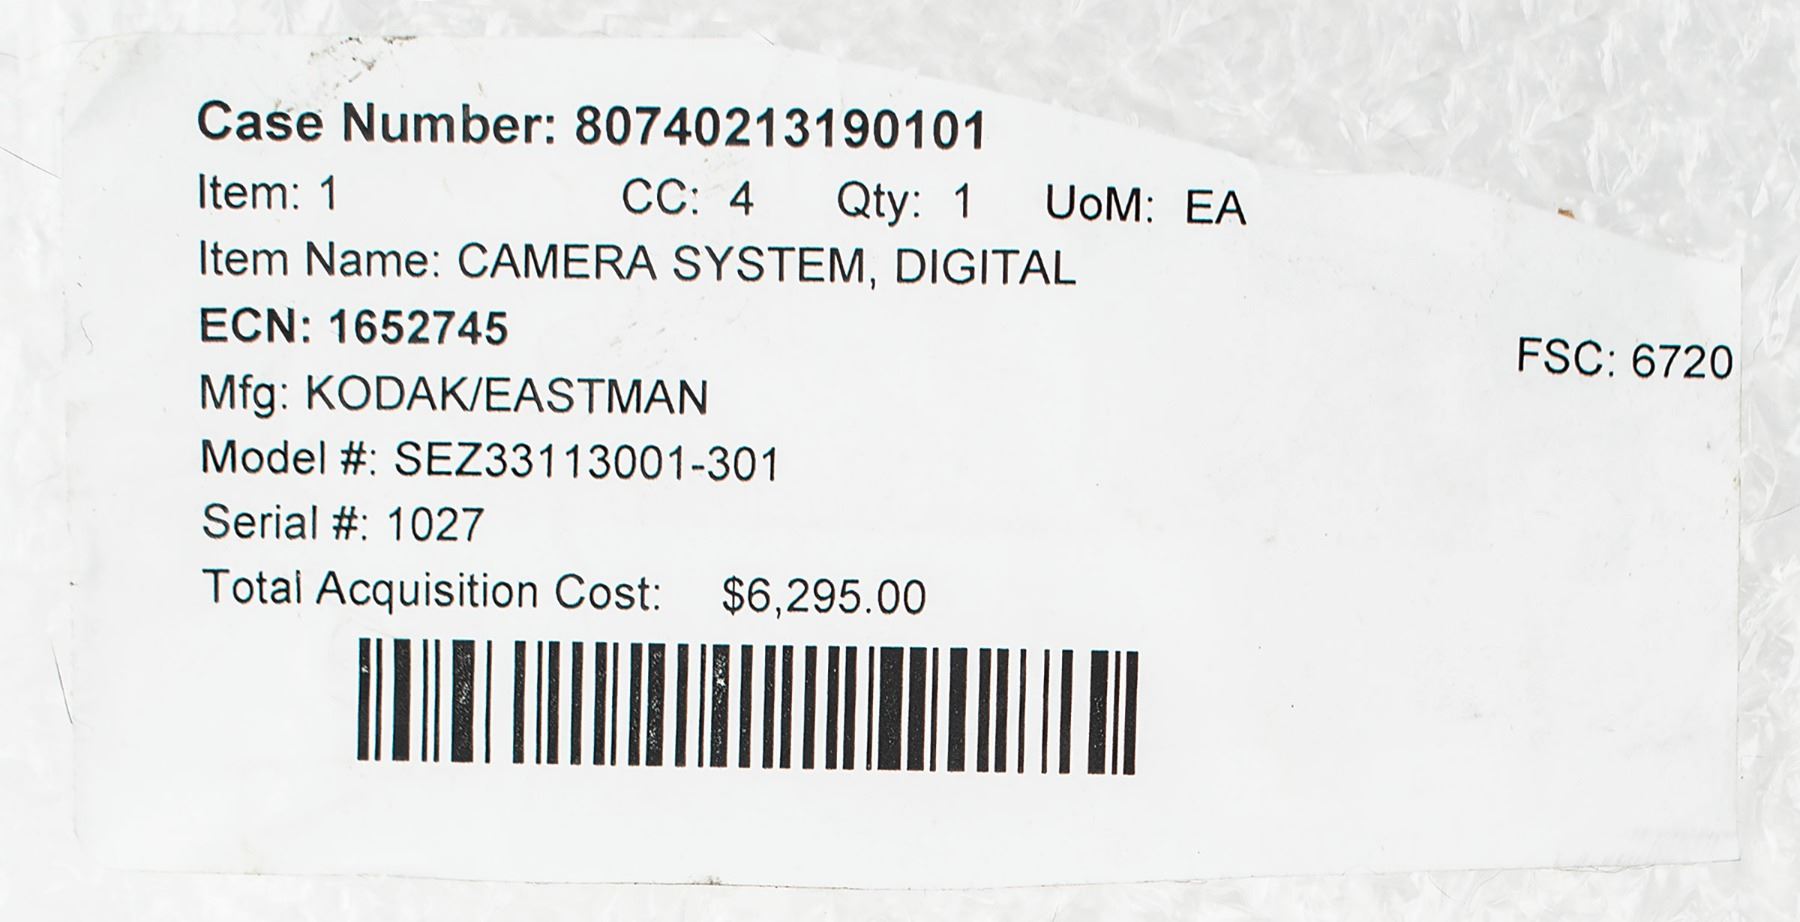 Case Number: 80740213190101
Item: 1 CC: 4 Qty: 1 UoM: EA
Item Name: CAMERA SYSTEM, DIGITAL
ECN: 1652745
FSC: 6720
Mfg: KODAK/EASTMAN
Model #: SEZ33113001-301
Serial #: 1027
Total Acquisition Cost: $6,295.00